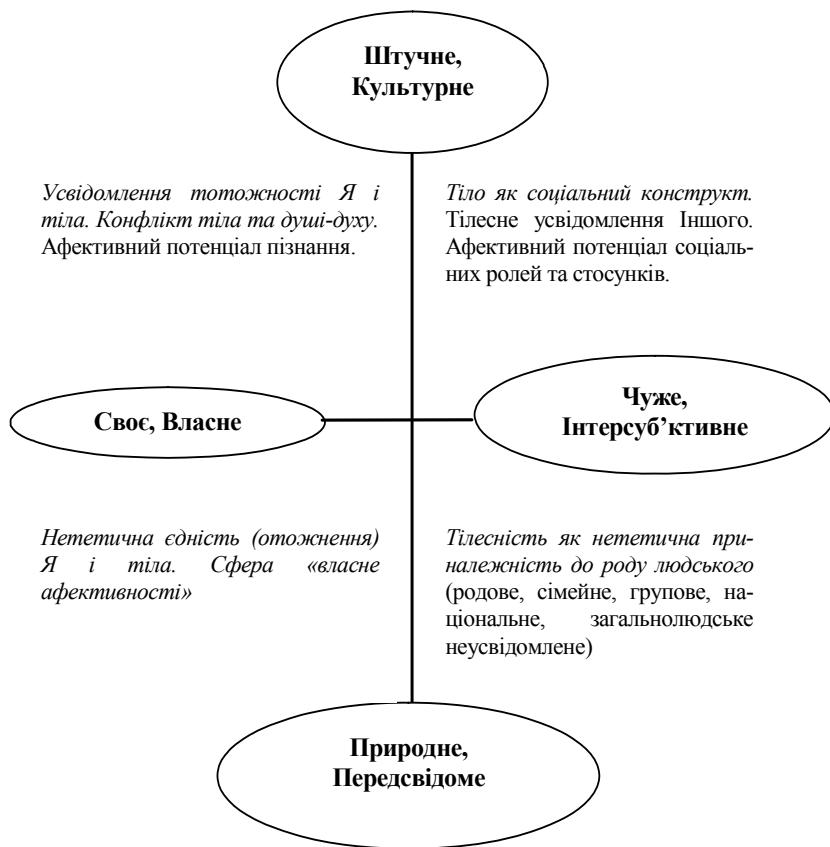 Штучне,
Культурне
Усвідомлення тотожності Я і
тіла. Конфлікт тіла та душі-духу.
Афективний потенціал пізнання.
Тіло як соціальний конструкт.
Тілесне усвідомлення Іншого.
Афективний потенціал соціаль-
них ролей та стосунків.
Своє, Власне
Чуже,
Інтерсуб’ктивне
Нететична єдність (отожнення)
Я і тіла. Сфера «власне
афективності»
Тілесність як нететична при-
належність до роду людського
(родове, сімейне, групове, на-
ціональне, загальнолюдське
неусвідомлене)
Природне,
Передсвідоме